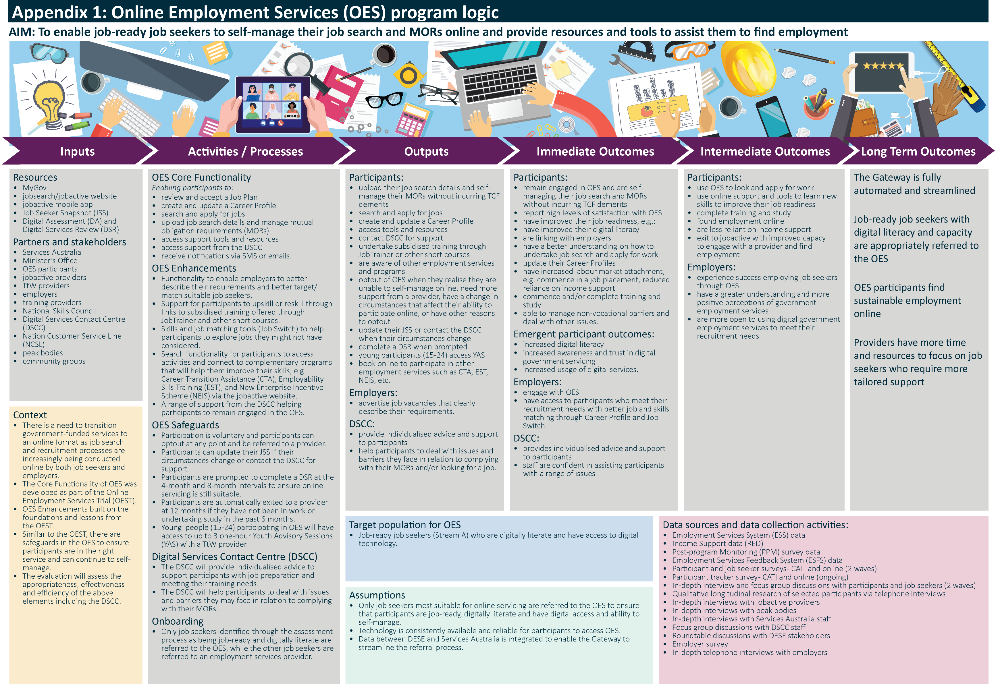 Appendix 1: Online Employment Services (OES) program logic
AIM: To enable job-ready job seekers to self-manage their job search and MORs online and provide resources and tools to assist them to find employment
HELLO
Inputs
Activities / Processes
Outputs
Immediate Outcomes
Intermediate Outcomes
Long Term Outcomes
Resources
• MyGov
• jobsearch/jobactive website
• jobactive mobile app
• Job Seeker Snapshot (JSS)
• Digital Assessment (DA) and
Digital Services Review (DSR)
Partners and stakeholders
• Services Australia
• Minister's Office
• OES participants
• jobactive providers
• TtW providers
• employers
• training providers
• National Skills Council
• Digital Services Contact Centre
(DSCC)
• Nation Customer Service Line
(NCSL)
• peak bodies
• community groups
Context
• There is a need to transition
government-funded services to
an online format as job search
and recruitment processes are
increasingly being conducted
online by both job seekers and
employers.
• The Core Functionality of OES was
developed as part of the Online
Employment Services Trial (OEST).
• OES Enhancements built on the
foundations and lessons from
the OEST.
• Similar to the OEST, there are
safeguards in the OES to ensure
participants are in the right
service and can continue to self-
manage.
• The evaluation will assess the
appropriateness, effectiveness
and efficiency of the above
elements including the DSCC.
OES Core Functionality
Enabling participants to:
• review and accept a Job Plan
• create and update a Career Profile
• search and apply for jobs
• upload job search details and manage mutual
obligation requirements (MORs)
• access support tools and resources
• access support from the DSCC
• receive notifications via SMS or emails.
OES Enhancements
• Functionality to enable employers to better
describe their requirements and better target/
match suitable job seekers.
• Support for participants to upskill or reskill through
links to subsidised training offered through
JobTrainer and other short courses.
• Skills and job matching tools (Job Switch) to help
participants to explore jobs they might not have
considered.
• Search functionality for participants to access
activities and connect to complementary programs
that will help them improve their skills, e.g.
Career Transition Assistance (CTA), Employability
Sills Training (EST), and New Enterprise Incentive
Scheme (NEIS) via the jobactive website.
• A range of support from the DSCC helping
participants to remain engaged in the OES.
OES Safeguards
• Participation is voluntary and participants can
optout at any point and be referred to a provider.
• Participants can update their JSS if their
circumstances change or contact the DSCC for
support.
• Participants are prompted to complete a DSR at the
4-month and 8-month intervals to ensure online
servicing is still suitable.
• Participants are automatically exited to a provider
at 12 months if they have not been in work or
undertaking study in the past 6 months.
• Young people (15-24) participating in OES will have
access to up to 3 one-hour Youth Advisory Sessions
(YAS) with a TtW provider.
Digital Services Contact Centre (DSCC)
• The DSCC will provide individualised advice to
support participants with job preparation and
meeting their training needs.
• The DSCC will help participants to deal with issues
and barriers they may face in relation to complying
with their MORs.
Onboarding
• Only job seekers identified through the assessment
process as being job-ready and digitally literate are
referred to the OES, while the other job seekers are
referred to an employment services provider.
Participants:
• upload their job search details and self-
manage their MORs without incurring TCF
demerits
• search and apply for jobs
• create and update a Career Profile
• access tools and resources
• contact DSCC for support
• undertake subsidised training through
JobTrainer or other short courses
• are aware of other employment services
and programs
• optout of OES when they realise they are
unable to self-manage online, need more
support from a provider, have a change in
circumstances that affect their ability to
participate online, or have other reasons
to optout
• update their JSS or contact the DSCC
when their circumstances change
• complete a DSR when prompted
• young participants (15-24) access YAS
• book online to participate in other
employment services such as CTA, EST,
NEIS, etc.
Employers:
• advertise job vacancies that clearly
describe their requirements.
DSCC:
• provide individualised advice and support
to participants
• help participants to deal with issues and
barriers they face in relation to complying
with their MORs and/or looking for a job.
Participants:
• remain engaged in OES and are self-
managing their job search and MORs
without incurring TCF demerits
• report high levels of satisfaction with OES
• have improved their job readiness, e.g.:
• have improved their digital literacy
• are linking with employers
• have a better understanding on how to
undertake job search and apply for work
• update their Career Profiles
• have increased labour market attachment,
e.g. commence in a job placement, reduced
reliance on income support
• commence and/or complete training and
study
• able to manage non-vocational barriers and
deal with other issues.
Emergent participant outcomes:
• increased digital literacy
• increased awareness and trust in digital
government servicing
• increased usage of digital services.
Employers:
• engage with OES
• have access to participants who meet their
recruitment needs with better job and skills
matching through Career Profile and Job
Switch
DSCC:
• provides individualised advice and support
to participants
• staff are confident in assisting participants
with a range of issues
Participants:
• use OES to look and apply for work
• use online support and tools to learn new
skills to improve their job readiness
• complete training and study
• found employment online
• are less reliant on income support
• exit to jobactive with improved capacy
to engage with a provider and find
employment
Employers:
• experience success employing job seekers
through OES
• have a greater understanding and more
positive perceptions of government
employment services
• are more open to using digital government
employment services to meet their
recruitment needs
The Gateway is fully
automated and streamlined
Job-ready job seekers with
digital literacy and capacity
are appropriately referred to
the OES
OES participants find
sustainable employment
online
Providers have more time
and resources to focus on job
seekers who require more
tailored support
Target population for OES
• Job-ready job seekers (Stream A) who are digitally literate and have access to digital
technology.
Assumptions
• Only job seekers most suitable for online servicing are referred to the OES to ensure
that participants are job-ready, digitally literate and have digital access and ability to
self-manage.
• Technology is consistently available and reliable for participants to access OES.
• Data between DESE and Services Australia is integrated to enable the Gateway to
streamline the referral process.
Data sources and data collection activities:
• Employment Services System (ESS) data
• Income Support data (RED)
• Post-program Monitoring (PPM) survey data
• Employment Services Feedback System (ESFS) data
• Participant and job seeker surveys- CATI and online (2 waves)
• Participant tracker survey- CATI and online (ongoing)
• In-depth interview and focus group discussions with participants and job seekers (2 waves)
• Qualitative longitudinal research of selected participants via telephone interviews
• In-depth interviews with jobactive providers
• In-depth interviews with peak bodies
• In-depth interviews with Services Australia staff
• Focus group discussions with DSCC staff
• Roundtable discussions with DESE stakeholders
• Employer survey
• In-depth telephone interviews with employers